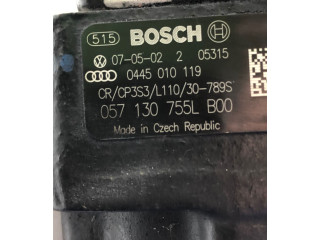 515 BOSCH
07-05-02 2 05315
0445 010 119
CR/CP3S3/L110/30-789S
057 130 755L B00
Made in Czech Republic